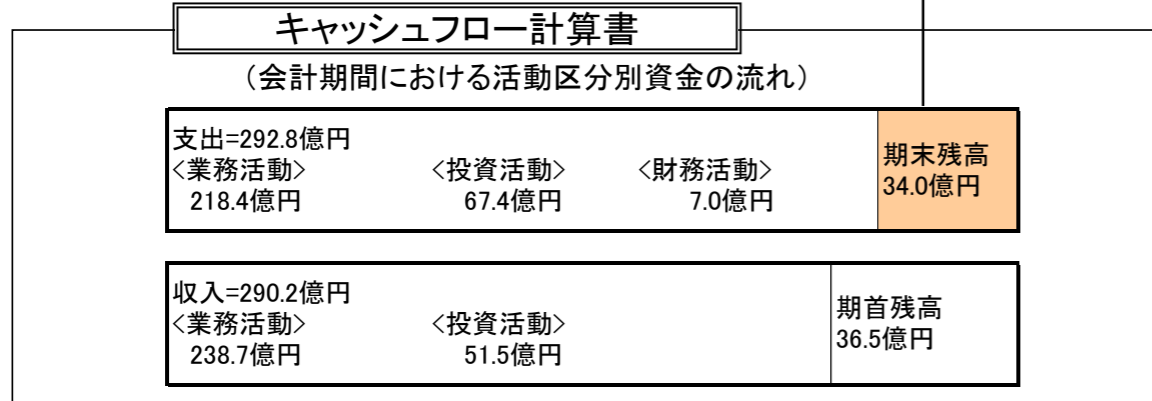 キャッシュフロー計算書
（会計期間における活動区分別資金の流れ）
支出=292.8億円
<業務活動> <投資活動> <財務活動>
218.4億円 67.4億円 7.0億円
期末残高
34.0億円
収入=290.2億円
<業務活動> <投資活動>
238.7億円 51.5億円
期首残高
36.5億円